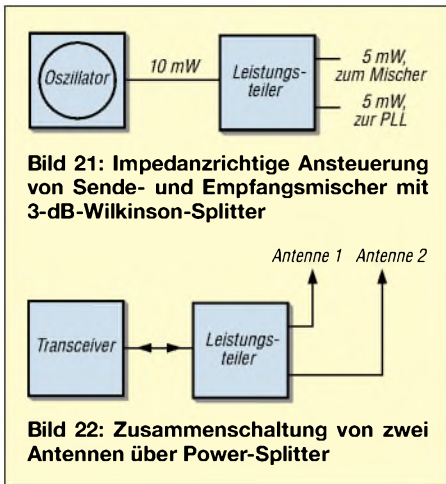 Oszillator
10 mW
Leistungs-
teiler
5 mW,
zum Mischer
5 mW,
zur PLL
Bild 21: Impedanzrichtige Ansteuerung
von Sende- und Empfangsmischer mit
3-dB-Wilkinson-Splitter
Antenne 1 Antenne 2
Transceiver
Leistungs-
teiler
Bild 22: Zusammenschaltung von zwei
Antennen über Power-Splitter